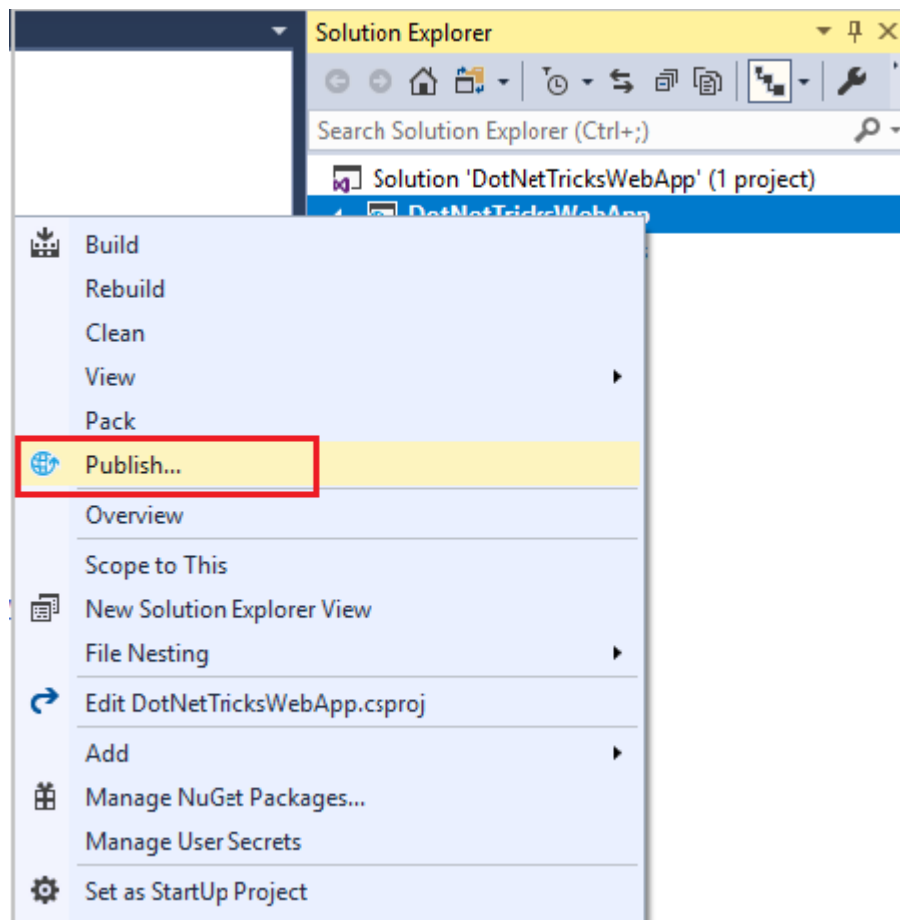 Solution Explorer
Search Solution Explorer (Ctrl+;)
Solution 'DotNetTricksWebApp' (1 project)
DotNetTricksWebApp
Build
Rebuild
Clean
View
Pack
Publish...
Overview
Scope to This
New Solution Explorer View
File Nesting
Edit DotNetTricksWebApp.csproj
Add
Manage NuGet Packages...
Manage User Secrets
Set as StartUp Project